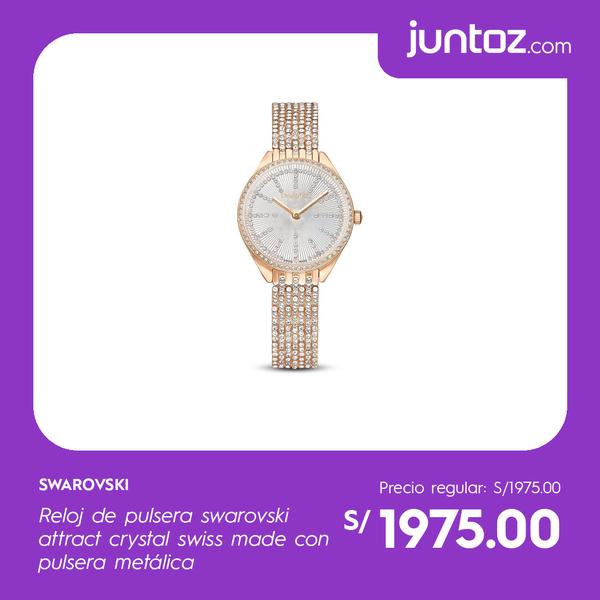 juntoz.com
SWAROVSKI
Reloj de pulsera swarovski
attract crystal swiss made con
pulsera metálica
Precio regular: S/1975.00
S/ 1975.00